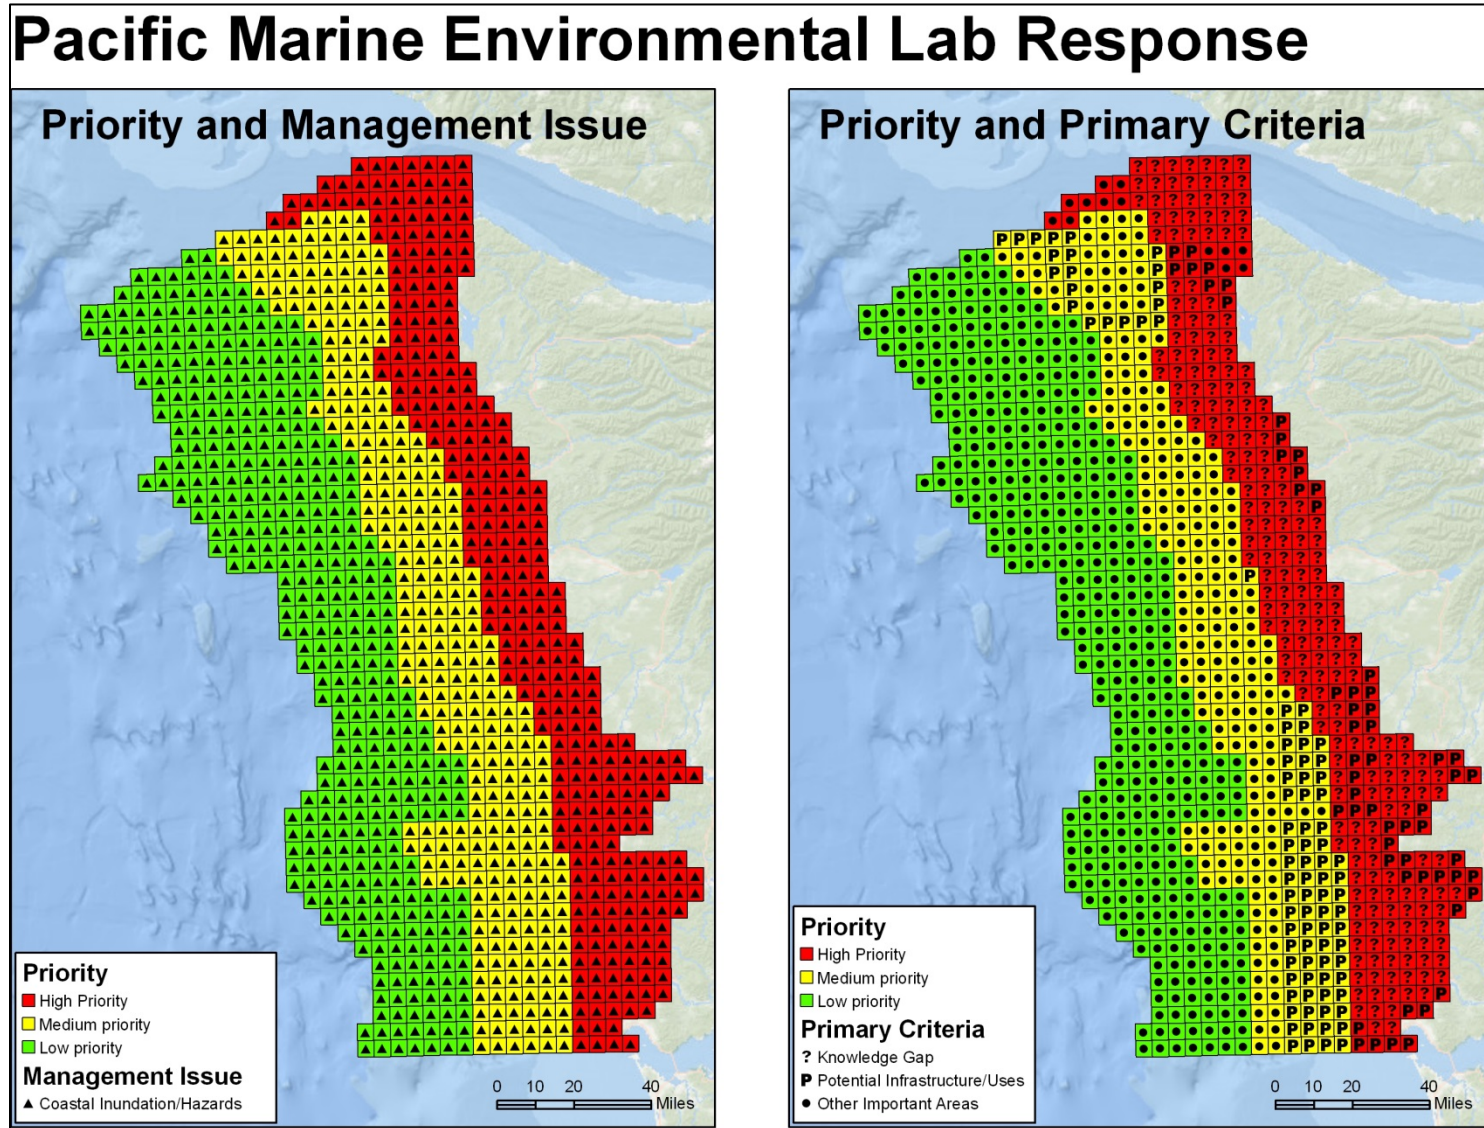 Pacific Marine Environmental Lab Response
Priority and Management Issue
Priority
High Priority
Medium priority
Low priority
Management Issue
Coastal Inundation/Hazards
0 10 20 40
Miles
Priority and Primary Criteria
Priority
High Priority
Medium priority
Low priority
Primary Criteria
? Knowledge Gap
P Potential Infrastructure/Uses
Other Important Areas
0 10 20 40
Miles